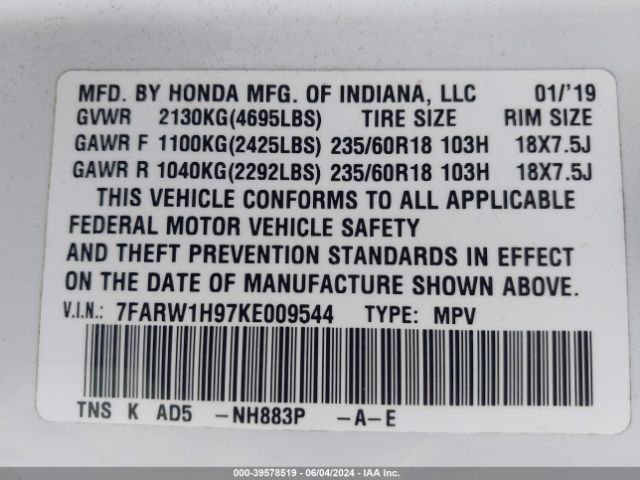 MFD. BY HONDA MFG. OF INDIANA, LLC 01/'19
GVWR 2130KG(4695LBS) TIRE SIZE RIM SIZE
GAWR F 1100KG(2425LBS) 235/60R18 103H 18X7.5J
GAWR R 1040KG(2292LBS) 235/60R18 103H 18X7.5J
THIS VEHICLE CONFORMS TO ALL APPLICABLE
FEDERAL MOTOR VEHICLE SAFETY
AND THEFT PREVENTION STANDARDS IN EFFECT
ON THE DATE OF MANUFACTURE SHOWN ABOVE.
V.I.N.: 7FARW1H97KE009544 TYPE: MPV
TNS K AD5 -NH883P -A-E
000-39578519 - 06/04/2024 - IAAI.COM